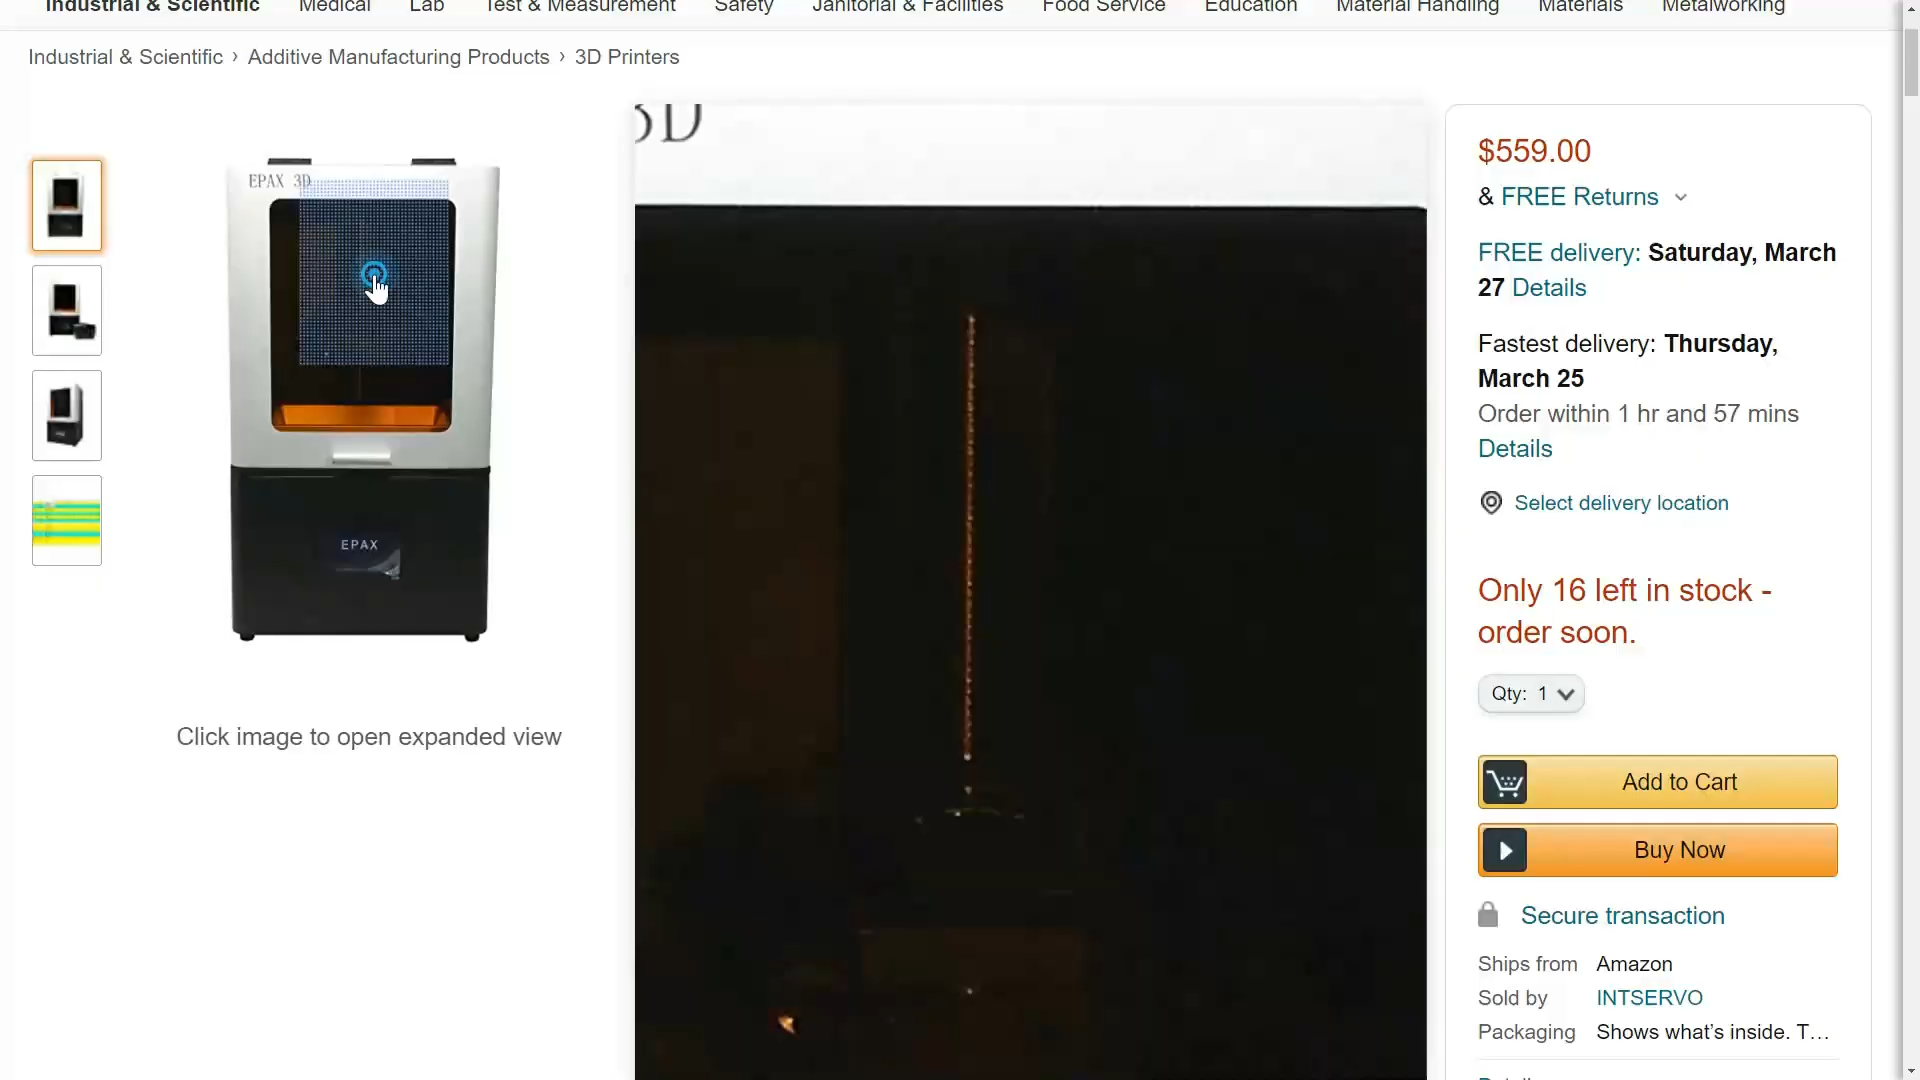 Industrial & Scientific Medical Lab Test & Measurement Safety Janitorial & Facilities Food Service Education Material Handling Materials Metalworking
Industrial & Scientific › Additive Manufacturing Products › 3D Printers
3D
EPAX 3D
EPAX
Click image to open expanded view
$559.00
& FREE Returns
FREE delivery: Saturday, March
27 Details
Fastest delivery: Thursday,
March 25
Order within 1 hr and 57 mins
Details
Select delivery location
Only 16 left in stock -
order soon.
Qty: 1
Add to Cart
Buy Now
Secure transaction
Ships from Amazon
Sold by INTSERVO
Packaging Shows what’s inside. T…